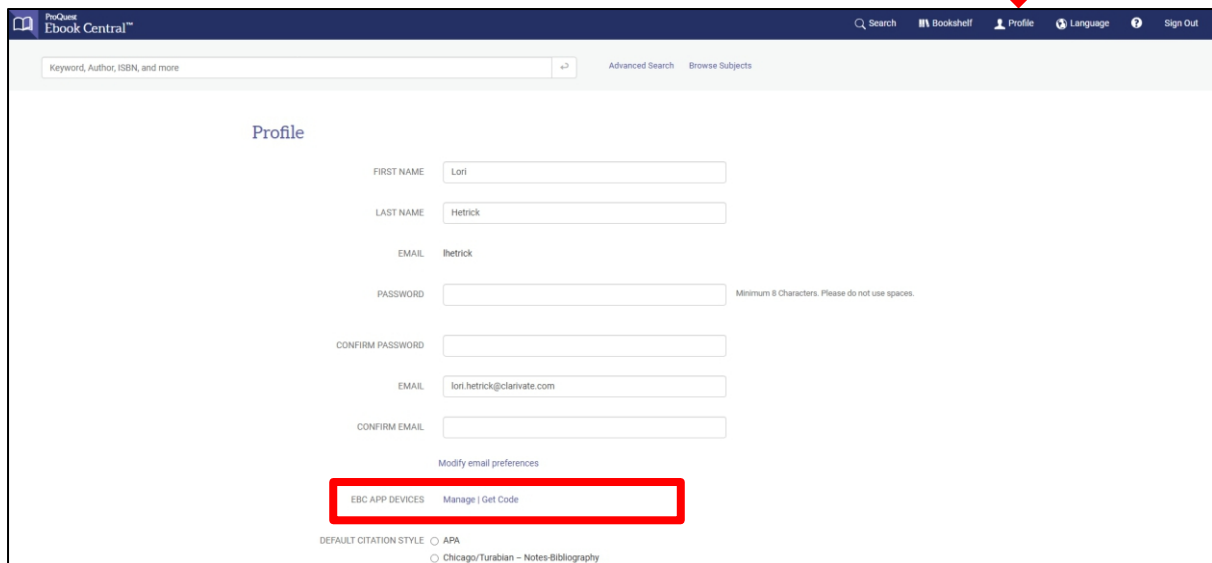 ProQuest
Ebook Central™
Search Bookshelf Profile Language ? Sign Out
Keyword, Author, ISBN, and more
Advanced Search Browse Subjects
Profile
FIRST NAME Lori
LAST NAME Hetrick
EMAIL lhetrick
PASSWORD Minimum 8 Characters. Please do not use spaces.
CONFIRM PASSWORD
EMAIL lori.hetrick@clarivate.com
CONFIRM EMAIL
Modify email preferences
EBC APP DEVICES Manage | Get Code
DEFAULT CITATION STYLE APA
Chicago/Turabian – Notes-Bibliography